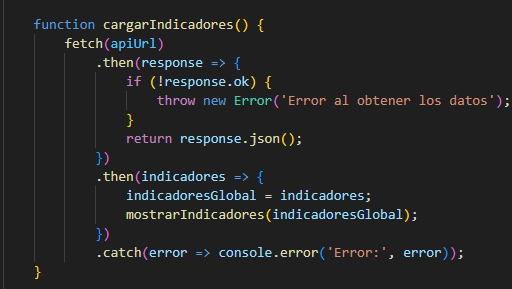 function cargarIndicadores() {
    fetch(apiUrl)
        .then(response => {
            if (!response.ok) {
                throw new Error('Error al obtener los datos');
            }
            return response.json();
        })
        .then(indicadores => {
            indicadoresGlobal = indicadores;
            mostrarIndicadores(indicadoresGlobal);
        })
        .catch(error => console.error('Error:', error));
}